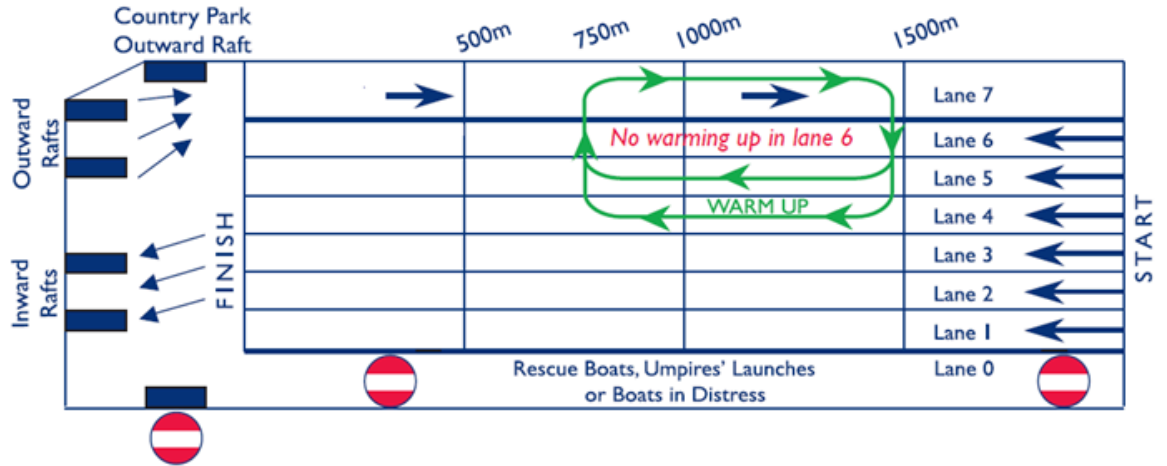 Country Park
Outward Raft
500m
750m
1000m
1500m
Outward
Rafts
Lane 7
No warming up in lane 6
Lane 6
Lane 5
WARM UP
Lane 4
Lane 3
Lane 2
Lane 1
Inward
Rafts
FINISH
START
Rescue Boats, Umpires' Launches
or Boats in Distress
Lane 0